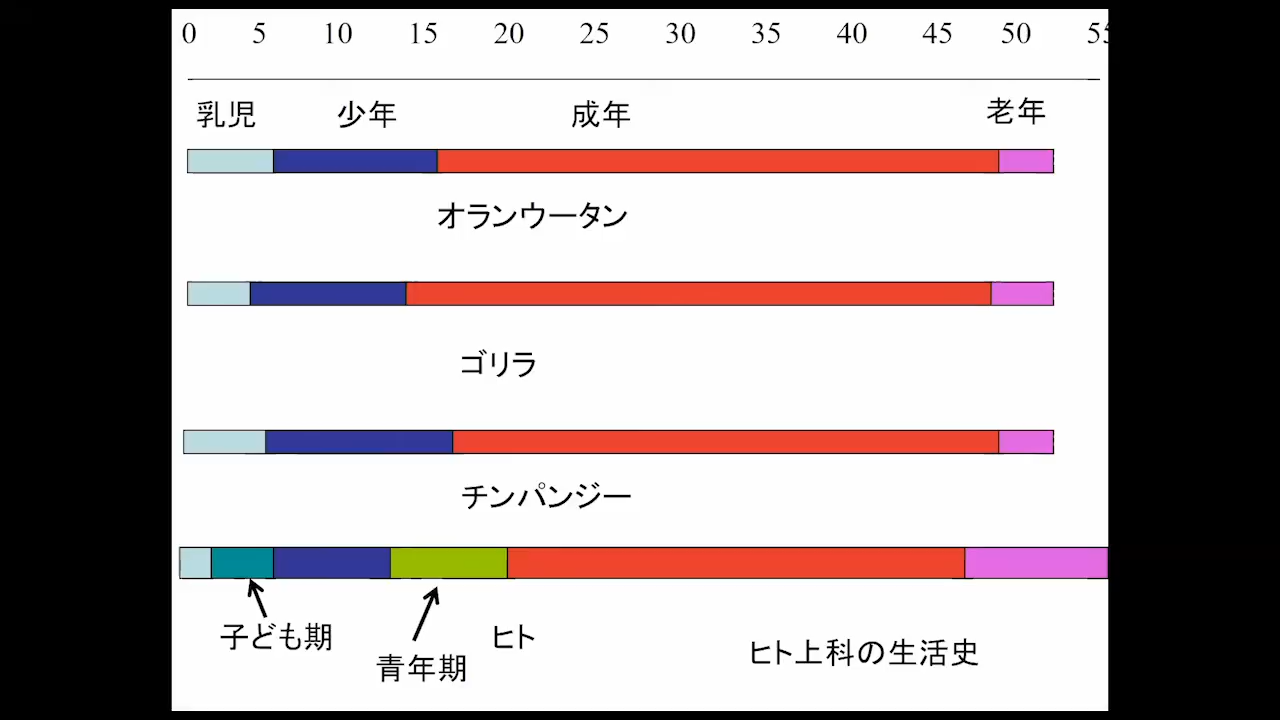 0 5 10 15 20 25 30 35 40 45 50 55
乳児 少年 成年 老年
オランウータン
ゴリラ
チンパンジー
子ども期 青年期 ヒト ヒト上科の生活史